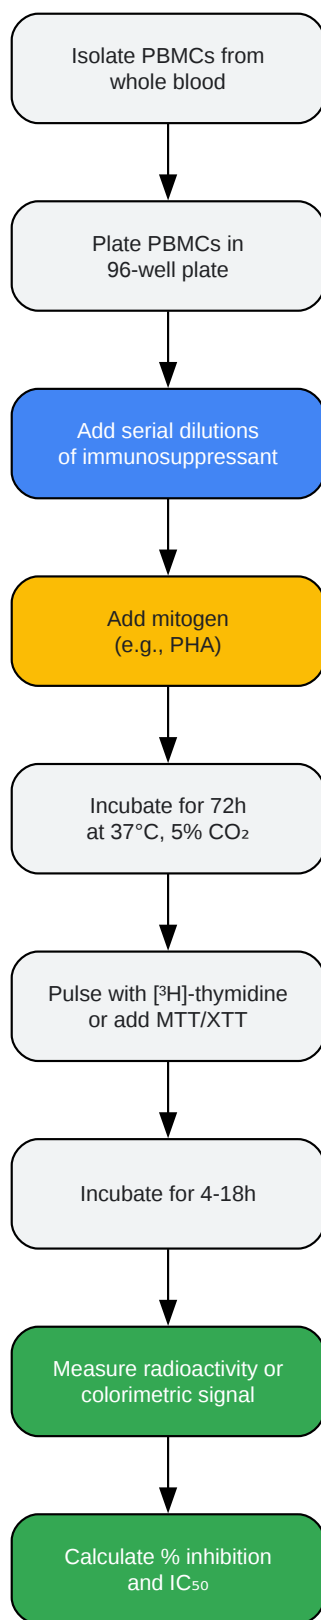 Isolate PBMCs from
whole blood
Plate PBMCs in
96-well plate
Add serial dilutions
of immunosuppressant
Add mitogen
(e.g., PHA)
Incubate for 72h
at 37°C, 5% CO₂
Pulse with [³H]-thymidine
or add MTT/XTT
Incubate for 4-18h
Measure radioactivity or
colorimetric signal
Calculate % inhibition
and IC₅₀